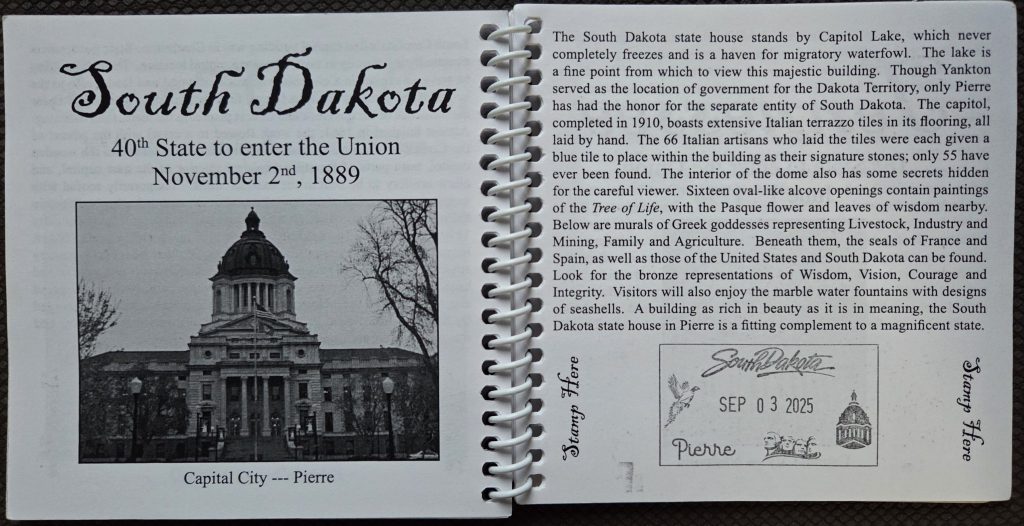 South Dakota
40th State to enter the Union
November 2nd, 1889
Capital City --- Pierre
The South Dakota state house stands by Capitol Lake, which never
completely freezes and is a haven for migratory waterfowl. The lake is
a fine point from which to view this majestic building. Though Yankton
served as the location of government for the Dakota Territory, only Pierre
has had the honor for the separate entity of South Dakota. The capitol,
completed in 1910, boasts extensive Italian terrazzo tiles in its flooring, all
laid by hand. The 66 Italian artisans who laid the tiles were each given a
blue tile to place within the building as their signature stones; only 55 have
ever been found. The interior of the dome also has some secrets hidden
for the careful viewer. Sixteen oval-like alcove openings contain paintings
of the Tree of Life, with the Pasque flower and leaves of wisdom nearby.
Below are murals of Greek goddesses representing Livestock, Industry and
Mining, Family and Agriculture. Beneath them, the seals of France and
Spain, as well as those of the United States and South Dakota can be found.
Look for the bronze representations of Wisdom, Vision, Courage and
Integrity. Visitors will also enjoy the marble water fountains with designs
of seashells. A building as rich in beauty as it is in meaning, the South
Dakota state house in Pierre is a fitting complement to a magnificent state.
Stamp Here
South Dakota
SEP 03 2025
Pierre
Stamp Here